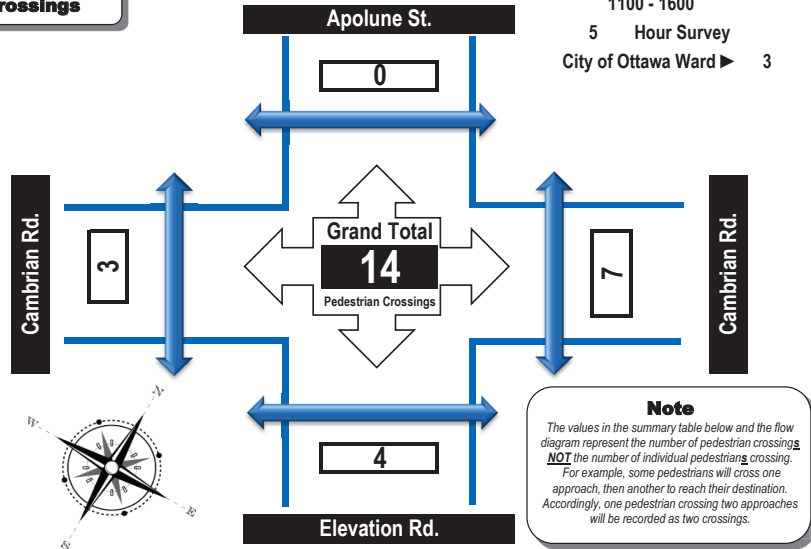 rossings
Apolune St.
1100 - 1600
5 Hour Survey
City of Ottawa Ward ► 3
0
Cambrian Rd.
3
Grand Total
14
Pedestrian Crossings
7
Cambrian Rd.
N
W
E
S
4
Elevation Rd.
Note
The values in the summary table below and the flow
diagram represent the number of pedestrian crossings
NOT the number of individual pedestrians crossing.
For example, some pedestrians will cross one
approach, then another to reach their destination.
Accordingly, one pedestrian crossing two approaches
will be recorded as two crossings.